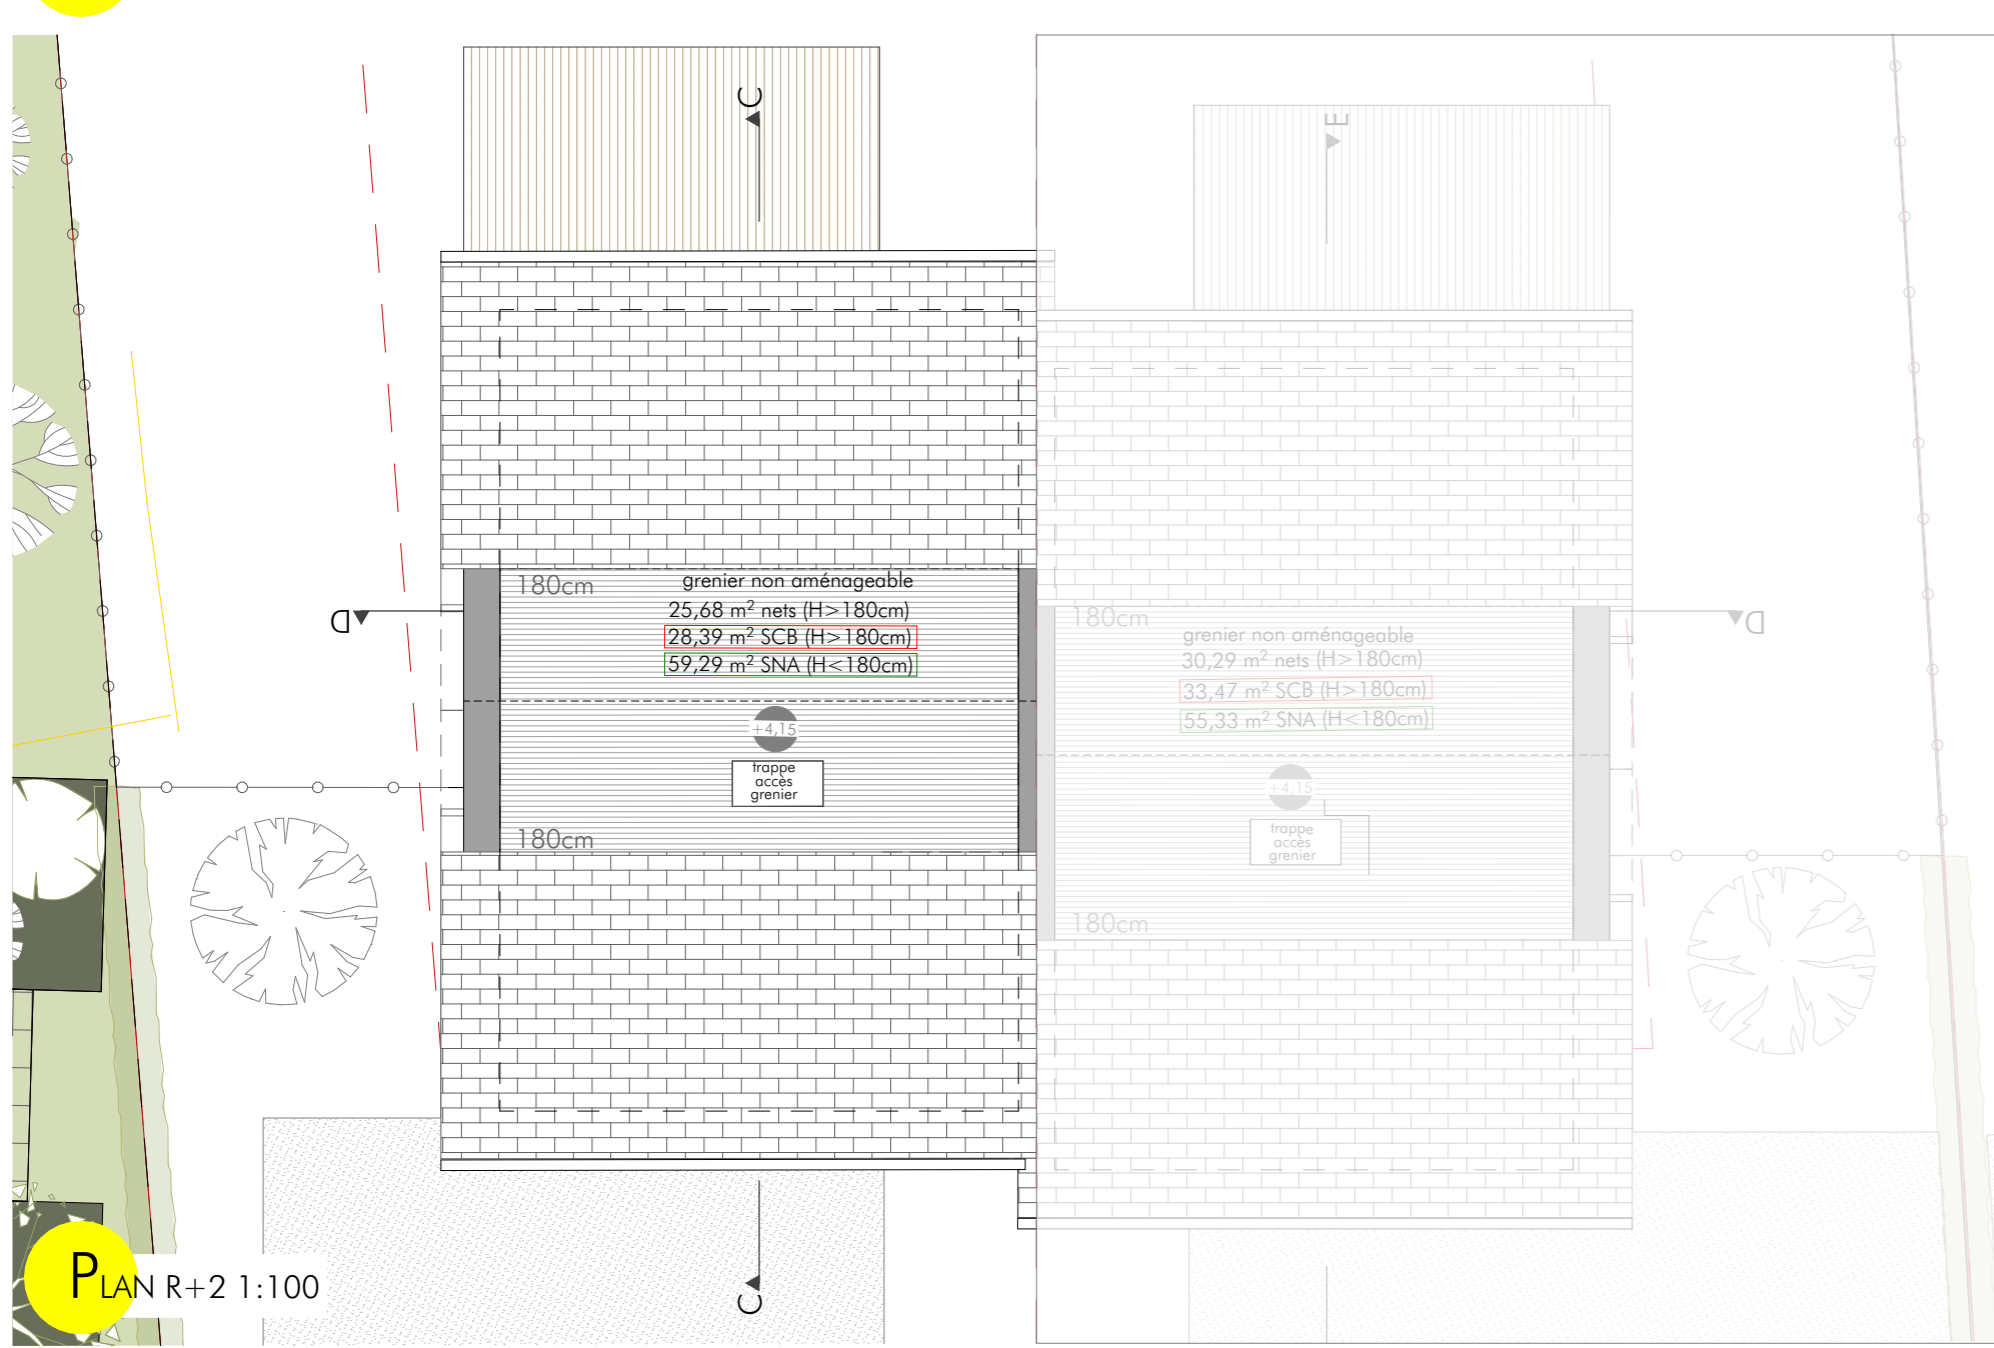 C
E
180cm
grenier non aménageable
25,68 m² nets (H>180cm)
28,39 m² SCB (H>180cm)
59,29 m² SNA (H<180cm)
D
+4,15
trappe
accès
grenier
180cm
180cm
grenier non aménageable
30,29 m² nets (H>180cm)
33,47 m² SCB (H>180cm)
55,33 m² SNA (H<180cm)
D
+4,15
trappe
accès
grenier
180cm
C
PLAN R+2 1:100